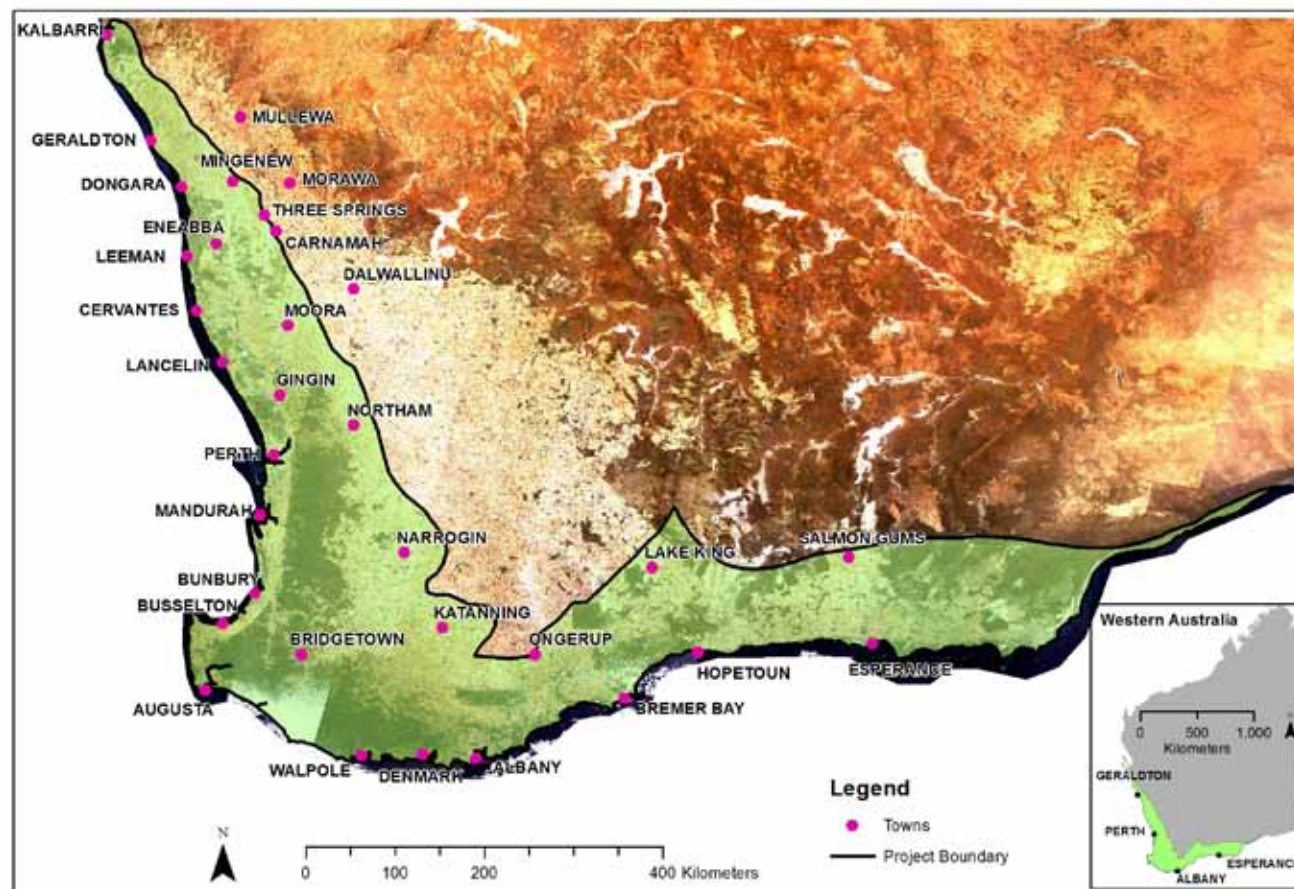 KALBARRI
MULLEWA
GERALDTON
MINGENEW
MORAWA
DONGARA
THREE SPRINGS
ENEABBA
CARNAMAH
LEEMAN
DALWALLINU
CERVANTES
MOORA
LANCELIN
GINGIN
NORTHAM
PERTH
MANDURAH
NARROGIN
SALMON GUMS
LAKE KING
BUNBURY
BUSSELTON
KATANNING
BRIDGETOWN
ONGERUP
HOPETOUN
ESPERANCE
AUGUSTA
BREMER BAY
WALPOLE
DENMARK
ALBANY
Legend
Towns
Project Boundary
N
0 100 200 400 Kilometers
Western Australia
0 500 1,000
Kilometers
GERALDTON
PERTH
ESPERANCE
ALBANY